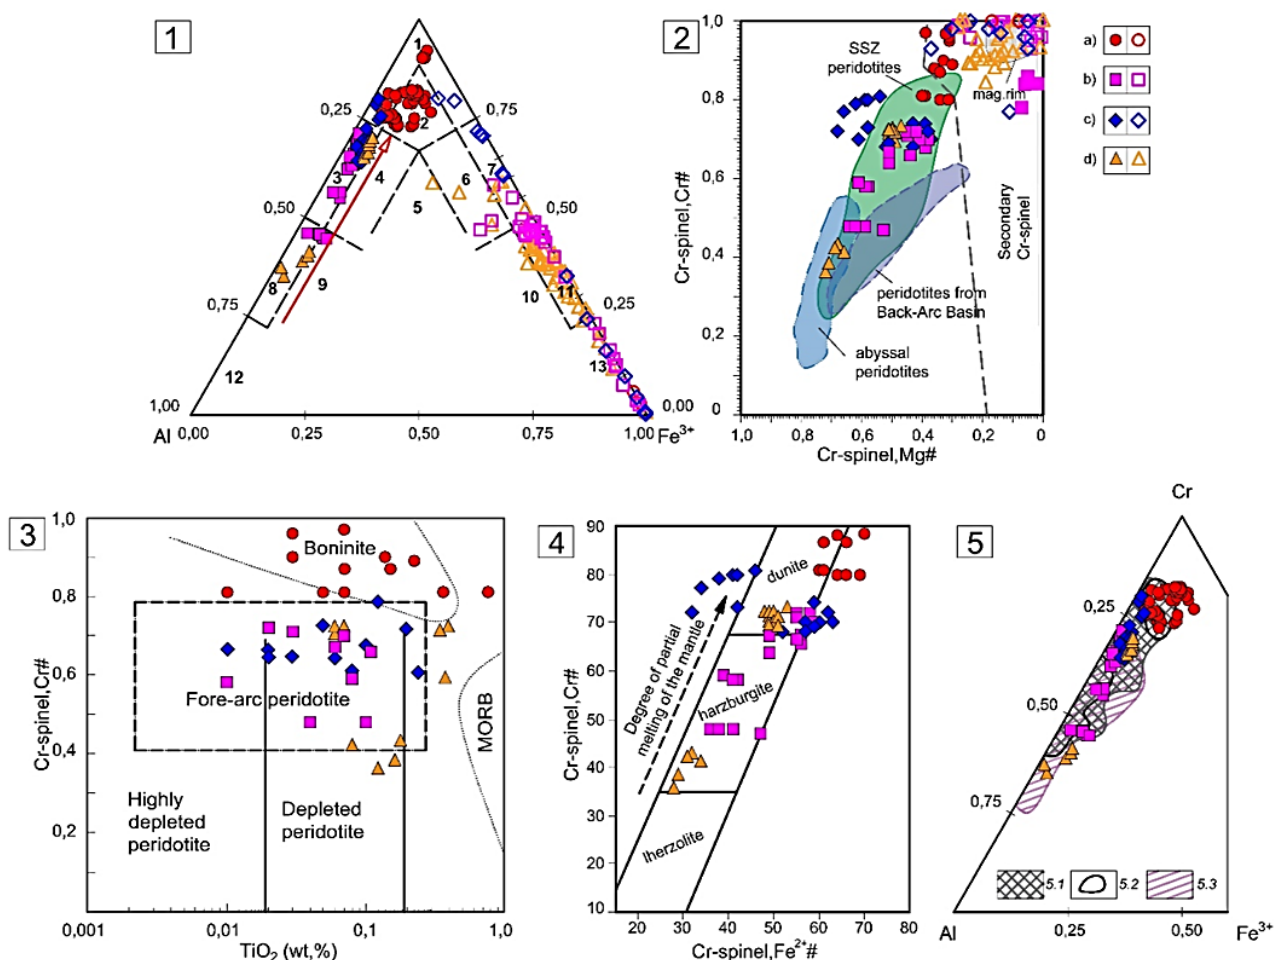 1
1
0,25
2
0,75
3
4
7
6
0,50
5
0,50
8
9
10
11
0,75
0,25
12
13
1,00
0,00
Al
0,00
0,25
0,50
0,75
1,00
Fe3+
2
Cr-spinel,Cr#
1,0
0,8
0,6
0,4
0,2
0
SSZ
peridotites
mag.rim
Secondary
Cr-spinel
peridotites from
Back-Arc Basin
abyssal
peridotites
1,0
0,8
0,6
0,4
0,2
0
Cr-spinel,Mg#
a)
b)
c)
d)
3
Cr-spinel,Cr#
1,0
0,8
0,6
0,4
0,2
Boninite
Fore-arc peridotite
MORB
Highly
depleted
peridotite
Depleted
peridotite
0,001
0,01
0,1
1,0
TiO2 (wt,%)
4
Cr-spinel,Cr#
90
80
70
60
50
40
30
20
10
dunite
Degree of partial
melting of the mantle
harzburgite
lherzolite
20
30
40
50
60
70
80
Cr-spinel,Fe2+#
5
Cr
0,25
0,50
0,75
5.1
5.2
5.3
Al
0,25
0,50
Fe3+